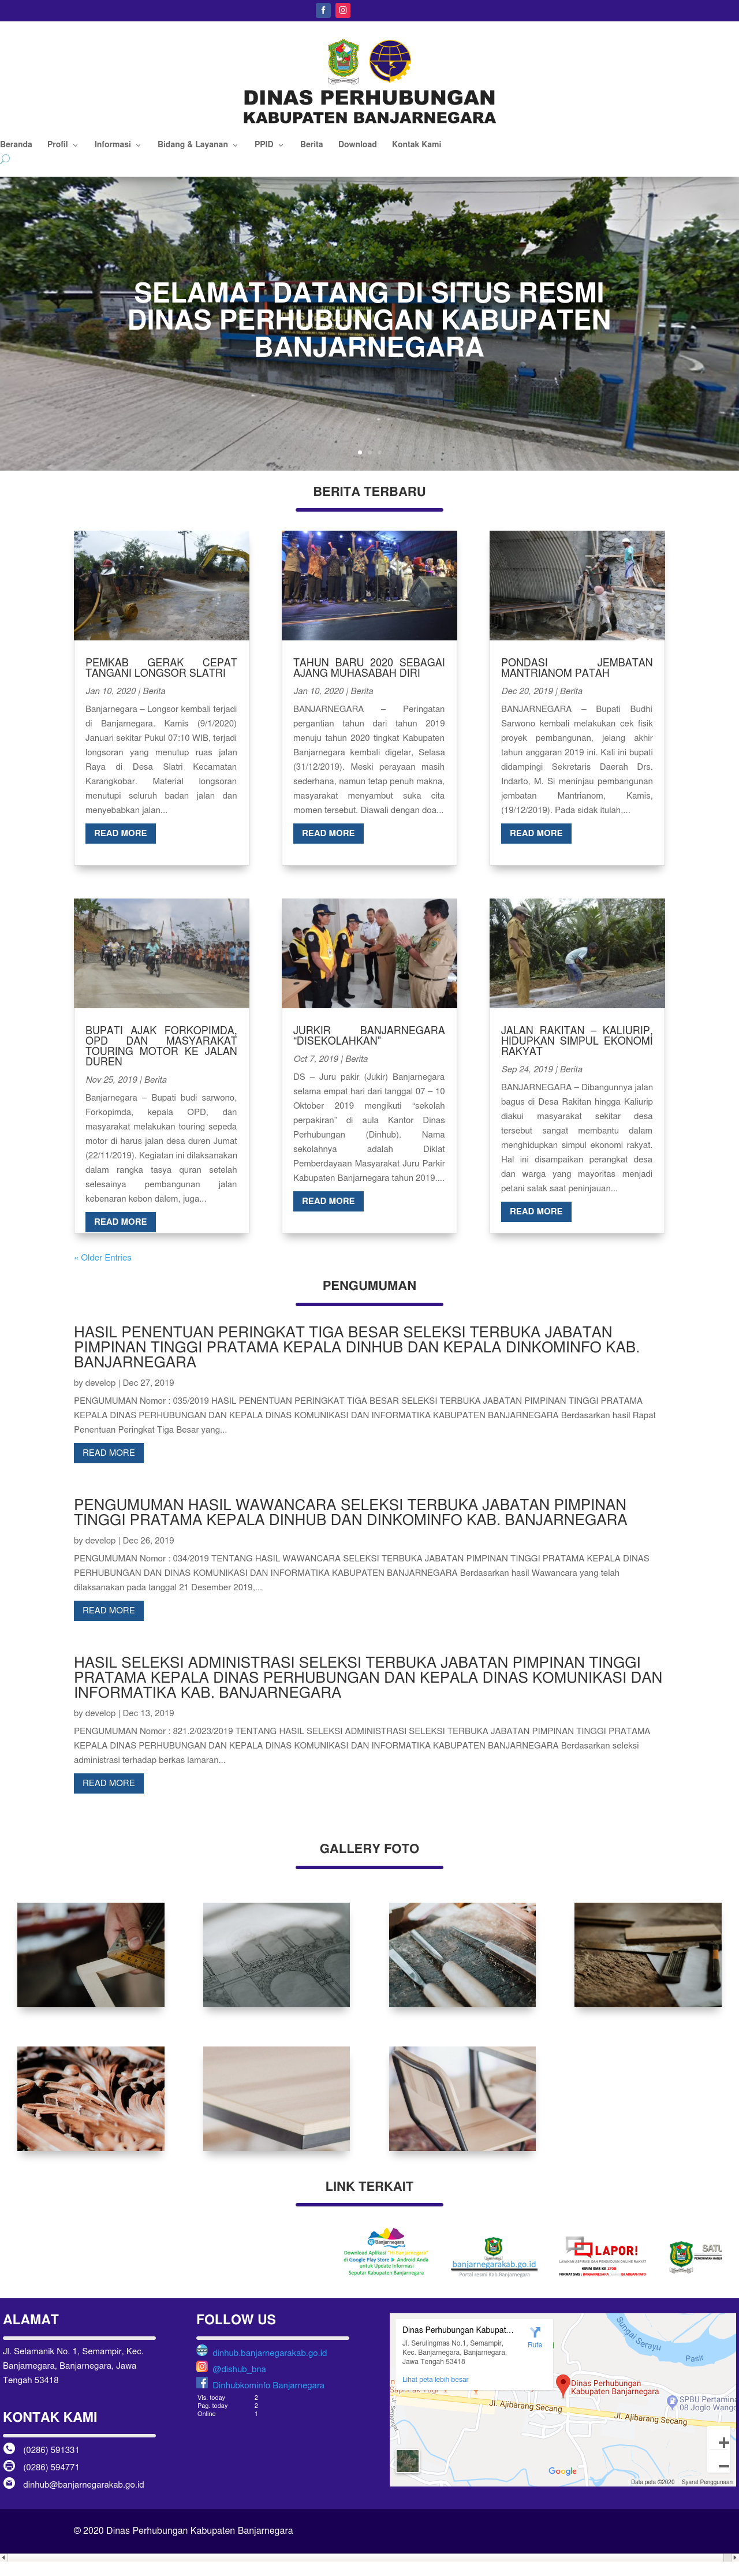 DINAS PERHUBUNGAN
KABUPATEN BANJARNEGARA
Beranda Profil Informasi Bidang & Layanan PPID Berita Download Kontak Kami
SELAMAT DATANG DI SITUS RESMI
DINAS PERHUBUNGAN KABUPATEN
BANJARNEGARA
BERITA TERBARU
PEMKAB GERAK CEPAT
TANGANI LONGSOR SLATRI
Jan 10, 2020 | Berita
Banjarnegara – Longsor kembali terjadi
di Banjarnegara. Kamis (9/1/2020)
Januari sekitar Pukul 07:10 WIB, terjadi
longsoran yang menutup ruas jalan
Raya di Desa Slatri Kecamatan
Karangkobar. Material longsoran
menutupi seluruh badan jalan dan
menyebabkan jalan...
READ MORE
TAHUN BARU 2020 SEBAGAI
AJANG MUHASABAH DIRI
Jan 10, 2020 | Berita
BANJARNEGARA – Peringatan
pergantian tahun dari tahun 2019
menuju tahun 2020 tingkat Kabupaten
Banjarnegara kembali digelar, Selasa
(31/12/2019). Meski perayaan masih
sederhana, namun tetap penuh makna,
masyarakat menyambut suka cita
momen tersebut. Diawali dengan doa...
READ MORE
PONDASI JEMBATAN
MANTRIANOM PATAH
Dec 20, 2019 | Berita
BANJARNEGARA – Bupati Budhi
Sarwono kembali melakukan cek fisik
proyek pembangunan, jelang akhir
tahun anggaran 2019 ini. Kali ini bupati
didampingi Sekretaris Daerah Drs.
Indarto, M. Si meninjau pembangunan
jembatan Mantrianom, Kamis,
(19/12/2019). Pada sidak itulah,...
READ MORE
BUPATI AJAK FORKOPIMDA,
OPD DAN MASYARAKAT
TOURING MOTOR KE JALAN
DUREN
Nov 25, 2019 | Berita
Banjarnegara – Bupati budi sarwono,
Forkopimda, kepala OPD, dan
masyarakat melakukan touring sepeda
motor di harus jalan desa duren Jumat
(22/11/2019). Kegiatan ini dilaksanakan
dalam rangka tasya quran setelah
selesainya pembangunan jalan
kebenaran kebon dalem, juga...
READ MORE
JURKIR BANJARNEGARA
“DISEKOLAHKAN”
Oct 7, 2019 | Berita
DS – Juru pakir (Jukir) Banjarnegara
selama empat hari dari tanggal 07 – 10
Oktober 2019 mengikuti “sekolah
perpakiran” di aula Kantor Dinas
Perhubungan (Dinhub). Nama
sekolahnya adalah Diklat
Pemberdayaan Masyarakat Juru Parkir
Kabupaten Banjarnegara tahun 2019....
READ MORE
JALAN RAKITAN – KALIURIP,
HIDUPKAN SIMPUL EKONOMI
RAKYAT
Sep 24, 2019 | Berita
BANJARNEGARA – Dibangunnya jalan
bagus di Desa Rakitan hingga Kaliurip
diakui masyarakat sekitar desa
tersebut sangat membantu dalam
menghidupkan simpul ekonomi rakyat.
Hal ini disampaikan perangkat desa
dan warga yang mayoritas menjadi
petani salak saat peninjauan...
READ MORE
« Older Entries
PENGUMUMAN
HASIL PENENTUAN PERINGKAT TIGA BESAR SELEKSI TERBUKA JABATAN
PIMPINAN TINGGI PRATAMA KEPALA DINHUB DAN KEPALA DINKOMINFO KAB.
BANJARNEGARA
by develop | Dec 27, 2019
PENGUMUMAN Nomor : 035/2019 HASIL PENENTUAN PERINGKAT TIGA BESAR SELEKSI TERBUKA JABATAN PIMPINAN TINGGI PRATAMA
KEPALA DINAS PERHUBUNGAN DAN KEPALA DINAS KOMUNIKASI DAN INFORMATIKA KABUPATEN BANJARNEGARA Berdasarkan hasil Rapat
Penentuan Peringkat Tiga Besar yang...
READ MORE
PENGUMUMAN HASIL WAWANCARA SELEKSI TERBUKA JABATAN PIMPINAN
TINGGI PRATAMA KEPALA DINHUB DAN DINKOMINFO KAB. BANJARNEGARA
by develop | Dec 26, 2019
PENGUMUMAN Nomor : 034/2019 TENTANG HASIL WAWANCARA SELEKSI TERBUKA JABATAN PIMPINAN TINGGI PRATAMA KEPALA DINAS
PERHUBUNGAN DAN DINAS KOMUNIKASI DAN INFORMATIKA KABUPATEN BANJARNEGARA Berdasarkan hasil Wawancara yang telah
dilaksanakan pada tanggal 21 Desember 2019,...
READ MORE
HASIL SELEKSI ADMINISTRASI SELEKSI TERBUKA JABATAN PIMPINAN TINGGI
PRATAMA KEPALA DINAS PERHUBUNGAN DAN KEPALA DINAS KOMUNIKASI DAN
INFORMATIKA KAB. BANJARNEGARA
by develop | Dec 13, 2019
PENGUMUMAN Nomor : 821.2/023/2019 TENTANG HASIL SELEKSI ADMINISTRASI SELEKSI TERBUKA JABATAN PIMPINAN TINGGI PRATAMA
KEPALA DINAS PERHUBUNGAN DAN KEPALA DINAS KOMUNIKASI DAN INFORMATIKA KABUPATEN BANJARNEGARA Berdasarkan seleksi
administrasi terhadap berkas lamaran...
READ MORE
GALLERY FOTO
LINK TERKAIT
Banjarnegara
Download Aplikasi
di Google Play Store Android Anda
untuk Update Informasi
Seputar Kabupaten Banjarnegara
banjarnegarakab.go.id
Portal resmi Kab.Banjarnegara
LAPOR!
ALAMAT
Jl. Selamanik No. 1, Semampir, Kec.
Banjarnegara, Banjarnegara, Jawa
Tengah 53418
KONTAK KAMI
(0286) 591331
(0286) 594771
dinhub@banjarnegarakab.go.id
FOLLOW US
dinhub.banjarnegarakab.go.id
@dishub_bna
Dinhubkominfo Banjarnegara
Vis. today 2
Pag. today 2
Online 1
Dinas Perhubungan Kabupat...
Jl. Serulingmas No.1, Semampir,
Kec. Banjarnegara, Banjarnegara,
Jawa Tengah 53418
Rute
Lihat peta lebih besar
Sungai Serayu
Pasir
Dinas Perhubungan
Kabupaten Banjarnegara
SPBU Pertamina
08 Joglo
Jl. Ajibarang Secang
Jl. Ajibarang Secang
Google
Data peta ©2020 Syarat Penggunaan
© 2020 Dinas Perhubungan Kabupaten Banjarnegara